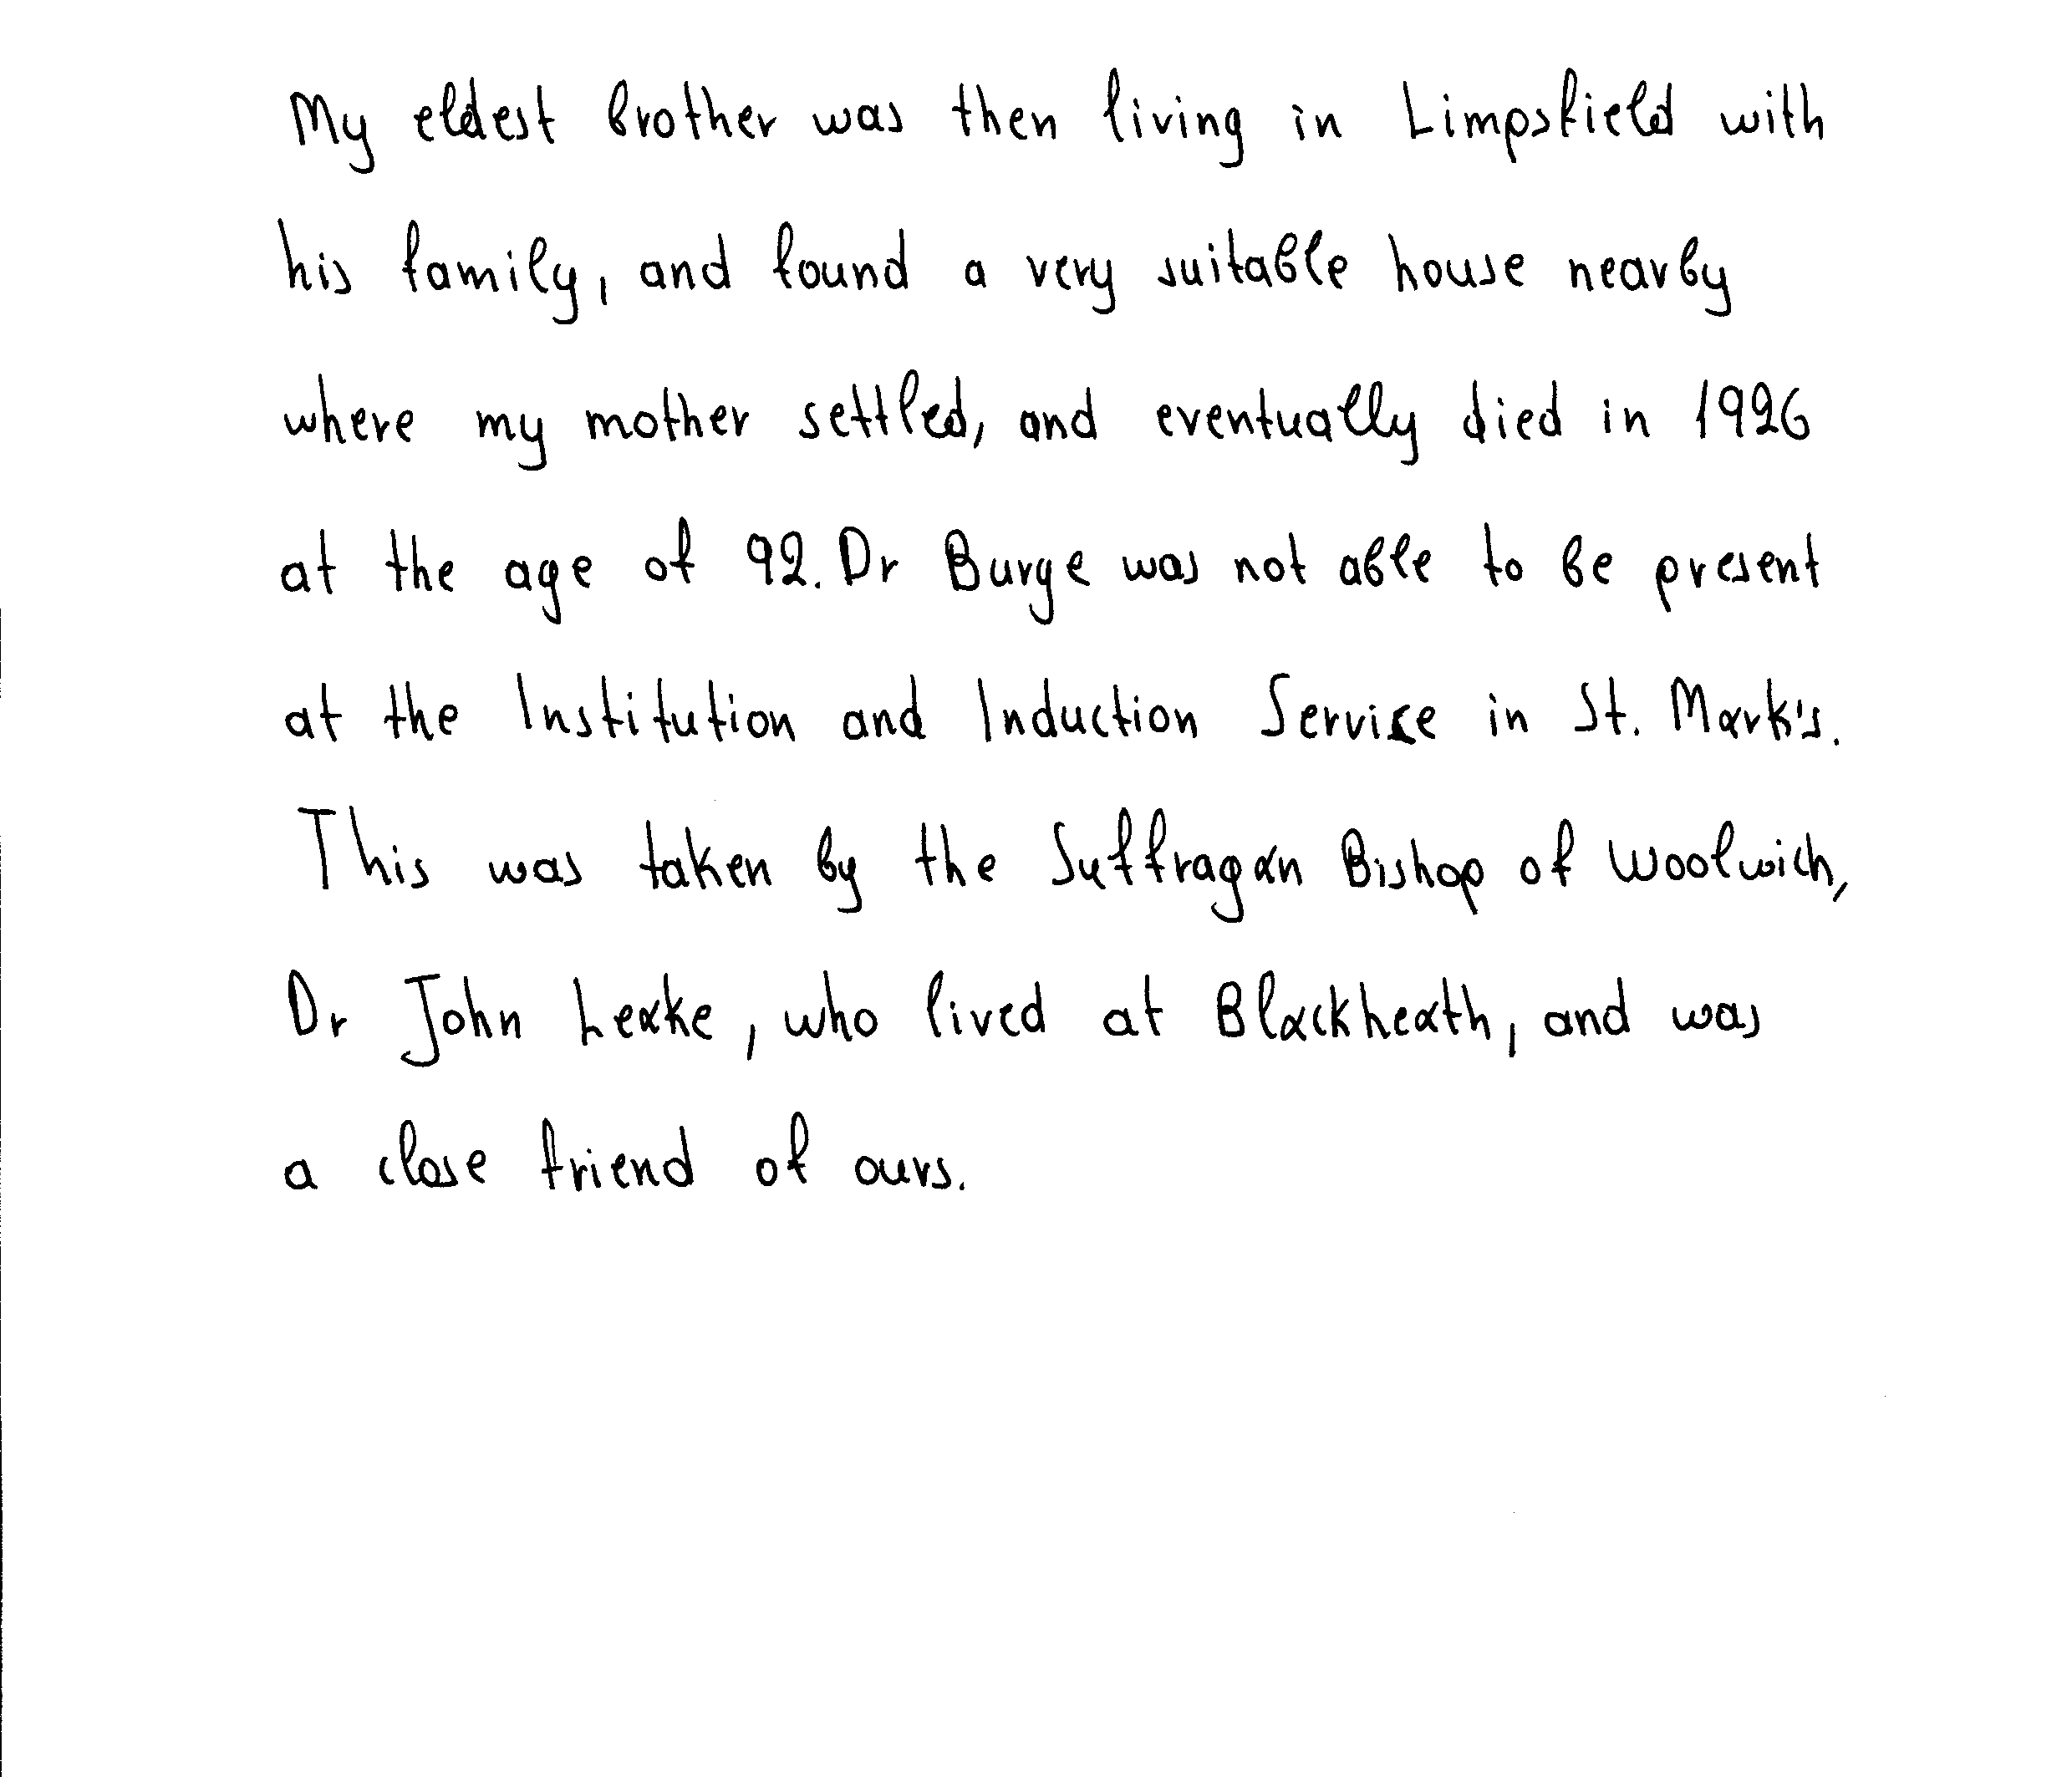 My eldest brother was then living in Limpsfield with
his family, and found a very suitable house nearby
where my mother settled, and eventually died in 1926
at the age of 92. Dr Burge was not able to be present
at the Institution and Induction Service in St. Mark's.
This was taken by the Suffragan Bishop of Woolwich,
Dr John Leake, who lived at Blackheath, and was
a close friend of ours.